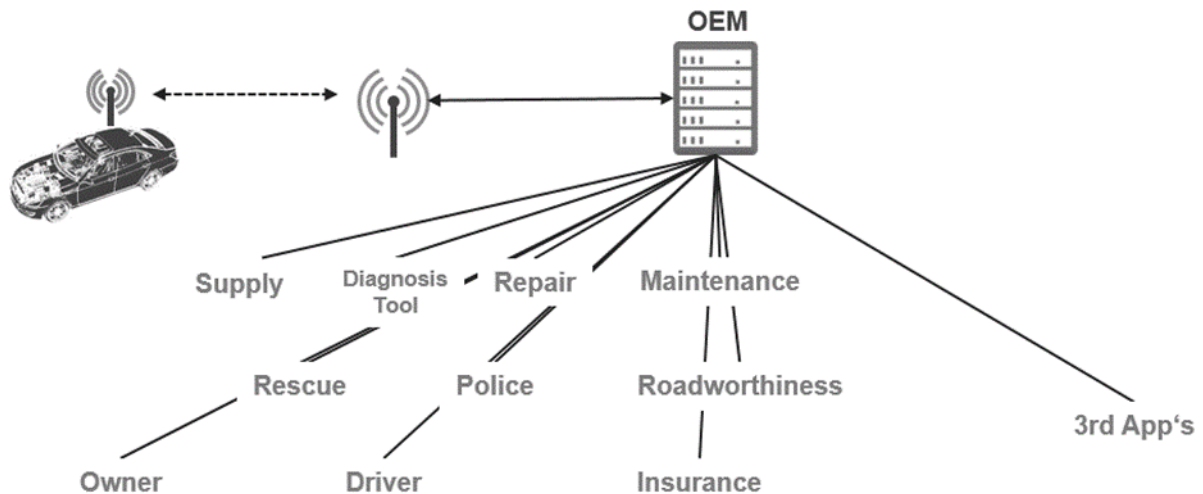 OEM
Supply
Diagnosis
Tool
Repair
Maintenance
Rescue
Police
Roadworthiness
3rd App‘s
Owner
Driver
Insurance